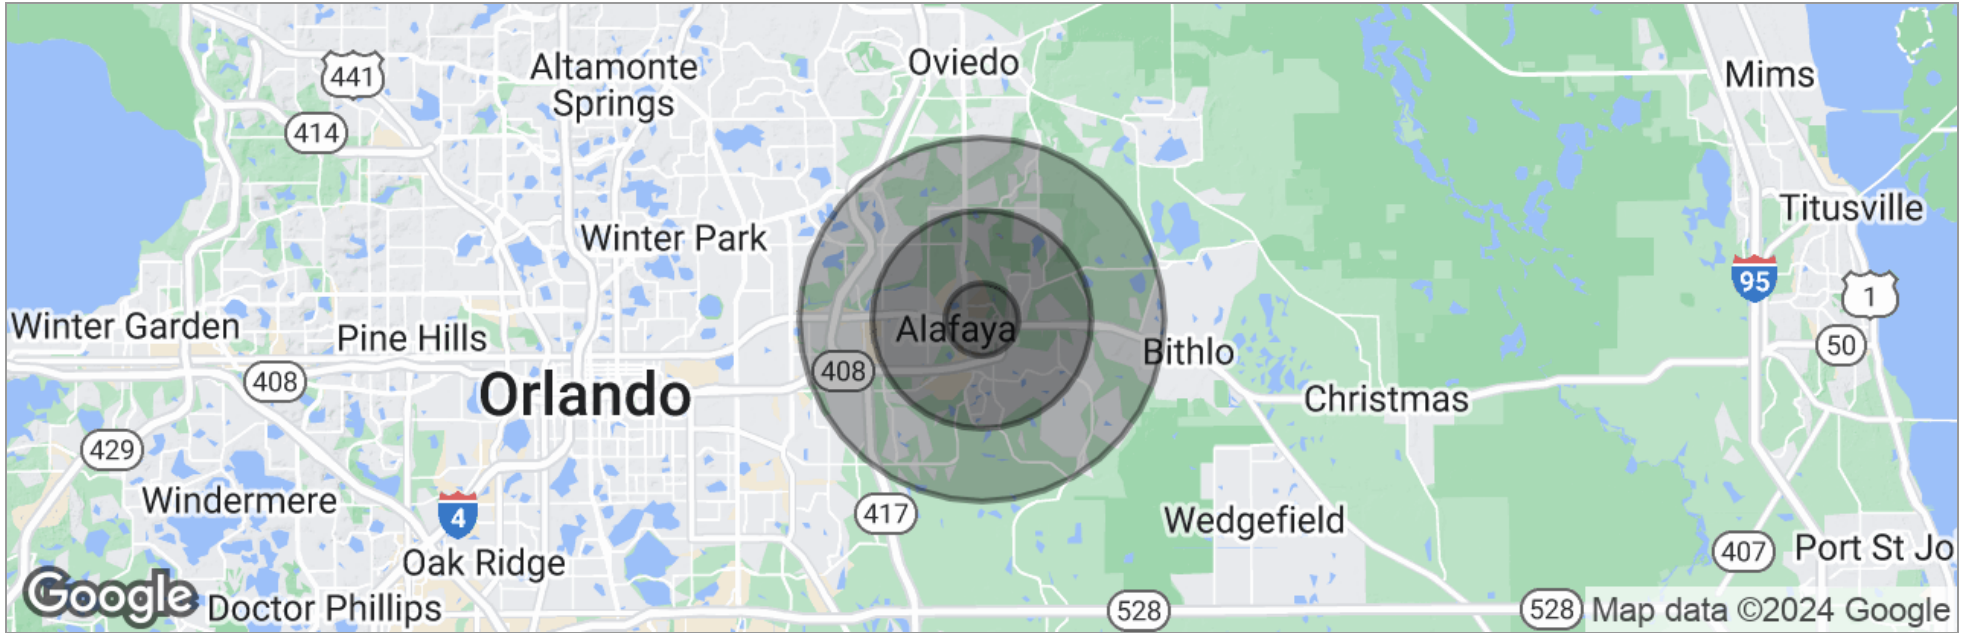 Oviedo
Altamonte
Springs
441
Mims
414
Titusville
Winter Park
95
1
Winter Garden
Pine Hills
Alafaya
50
Bithlo
408
408
Orlando
Christmas
429
Windermere
4
417
Wedgefield
407
Port St Jo
Oak Ridge
Google
Doctor Phillips
528
528
Map data ©2024 Google